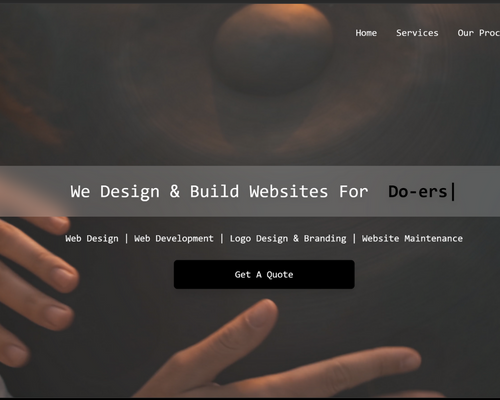 Home Services Our Proc
We Design & Build Websites For Do-ers|
Web Design | Web Development | Logo Design & Branding | Website Maintenance
Get A Quote